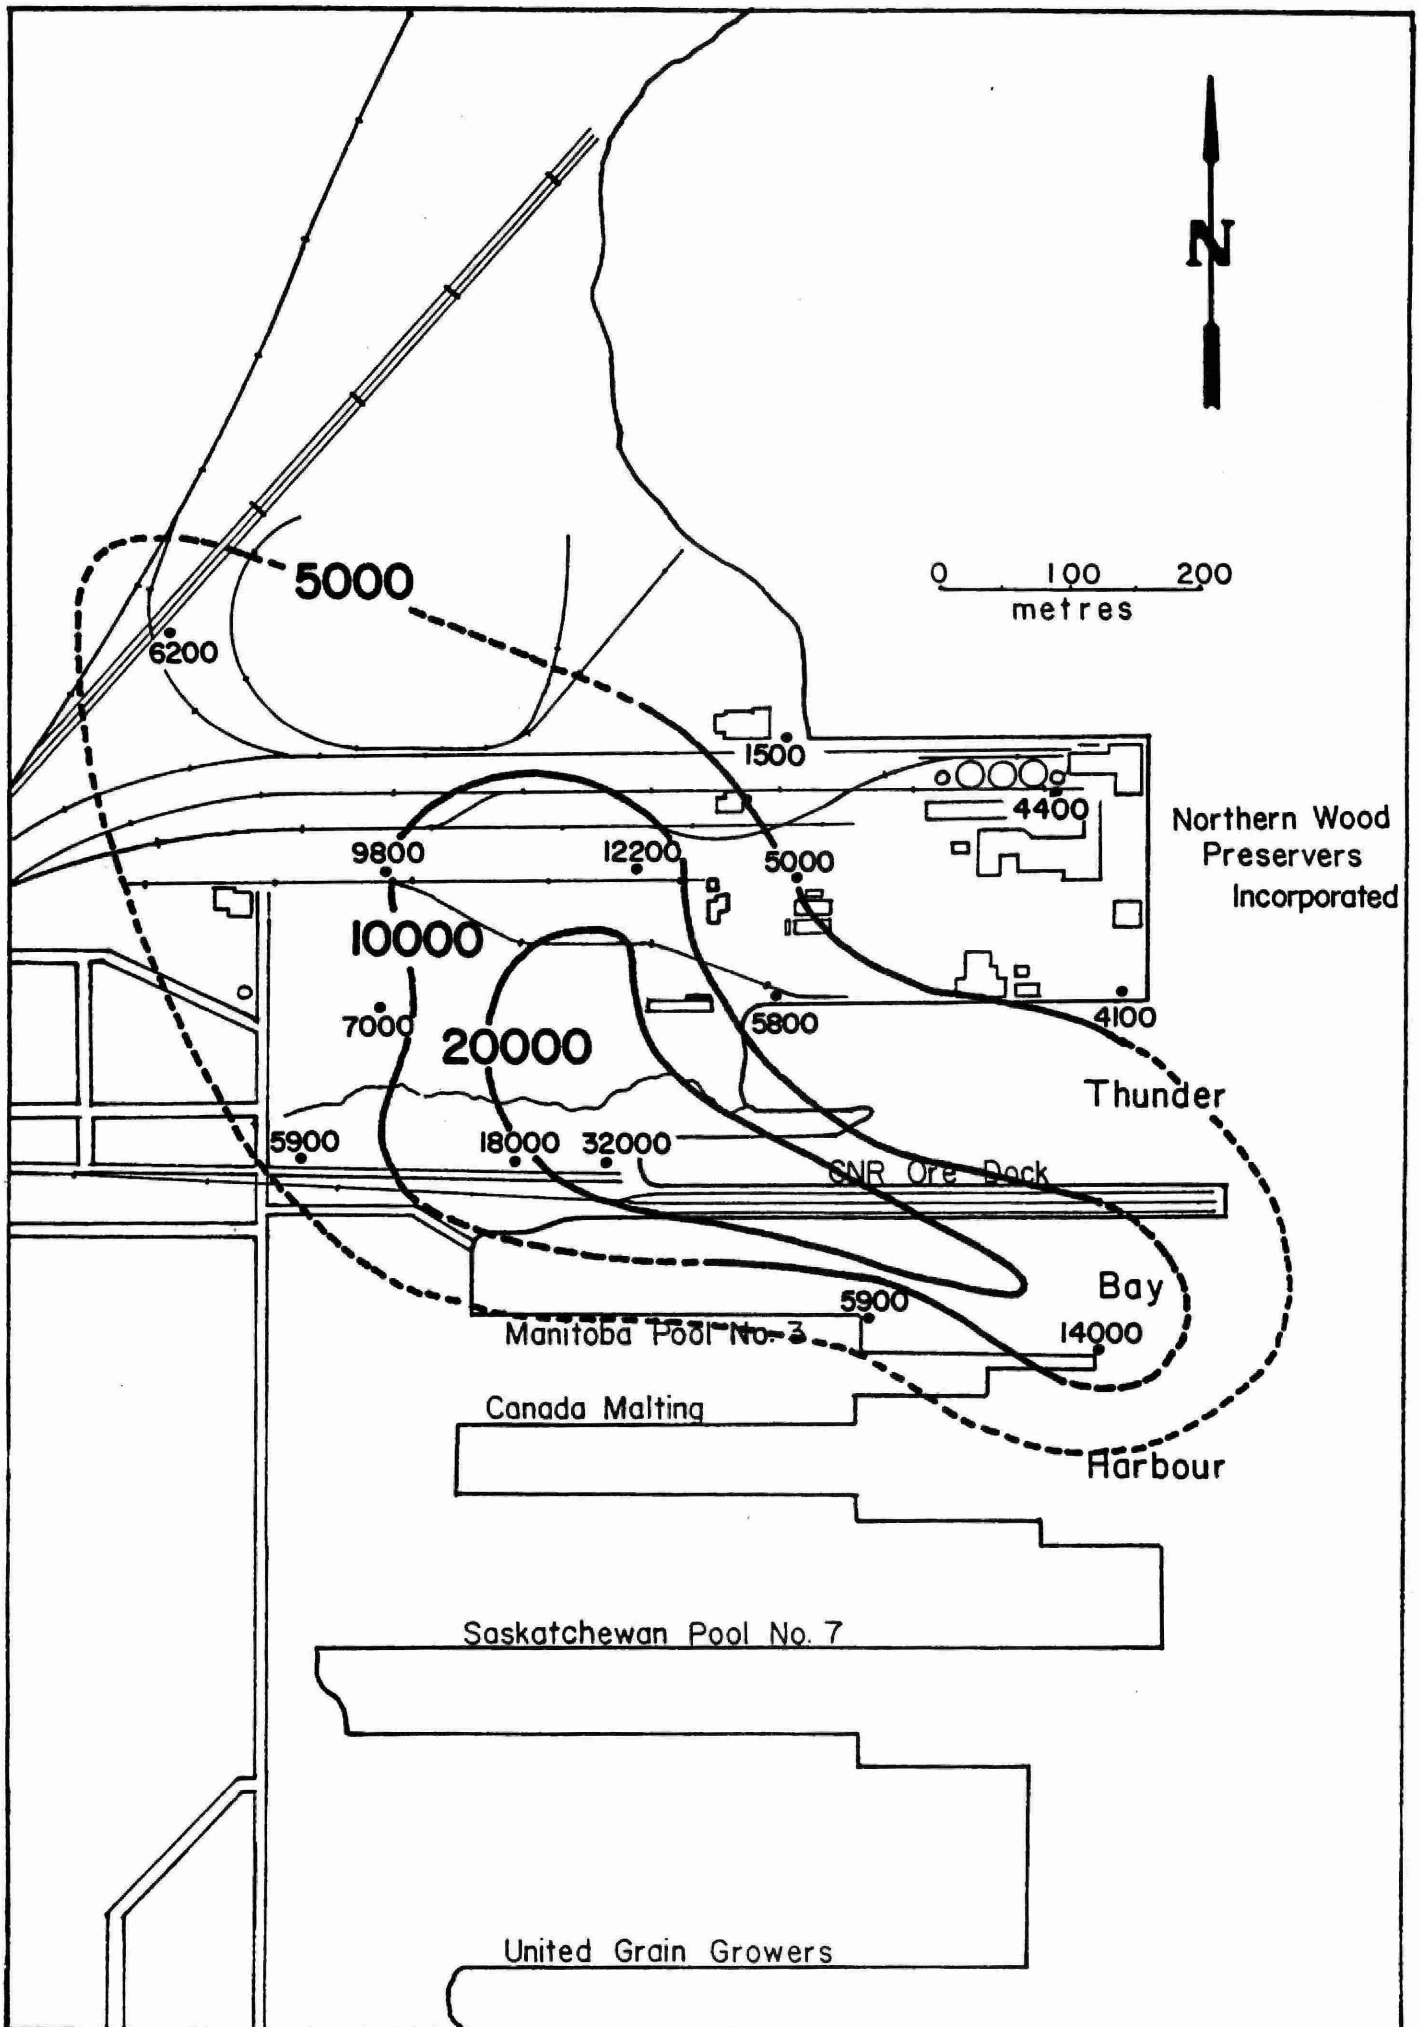 N
5000
0 100 200
metres
6200
1500
4400
Northern Wood
Preservers
Incorporated
9800
12200
5000
10000
7000
20000
5800
4100
Thunder
5900
18000
32000
CNR Ore Dock
Bay
5900
14000
Manitoba Pool No. 3
Canada Malting
Harbour
Saskatchewan Pool No. 7
United Grain Growers